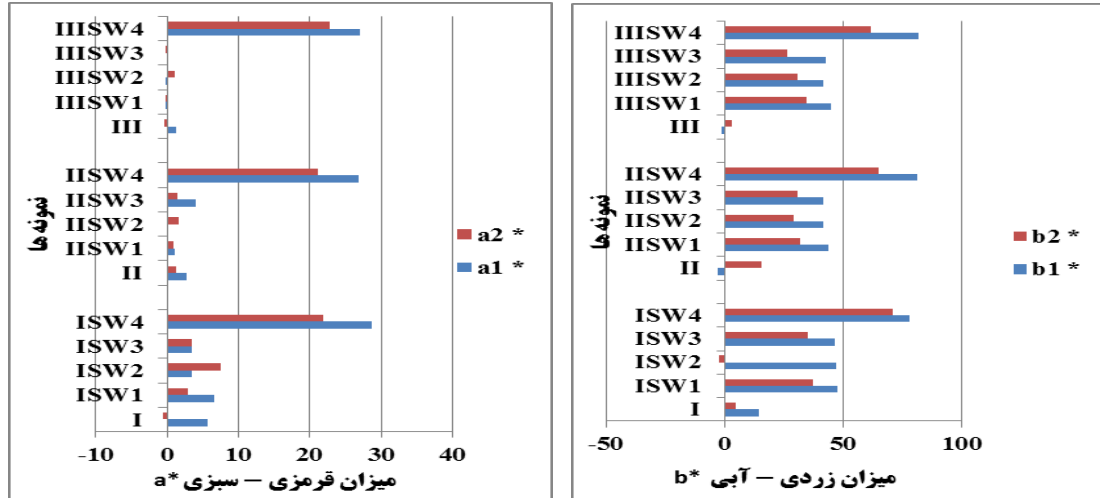 IIISW4
IIISW3
IIISW2
IIISW1
III
IISW4
IISW3
IISW2
IISW1
II
ISW4
ISW3
ISW2
ISW1
I
نمونه‌ها
a2 *
a1 *
-10 0 10 20 30 40
میزان قرمزی – سبزی a*
IIISW4
IIISW3
IIISW2
IIISW1
III
IISW4
IISW3
IISW2
IISW1
II
ISW4
ISW3
ISW2
ISW1
I
نمونه‌ها
b2 *
b1 *
-50 0 50 100
میزان زردی – آبی b*